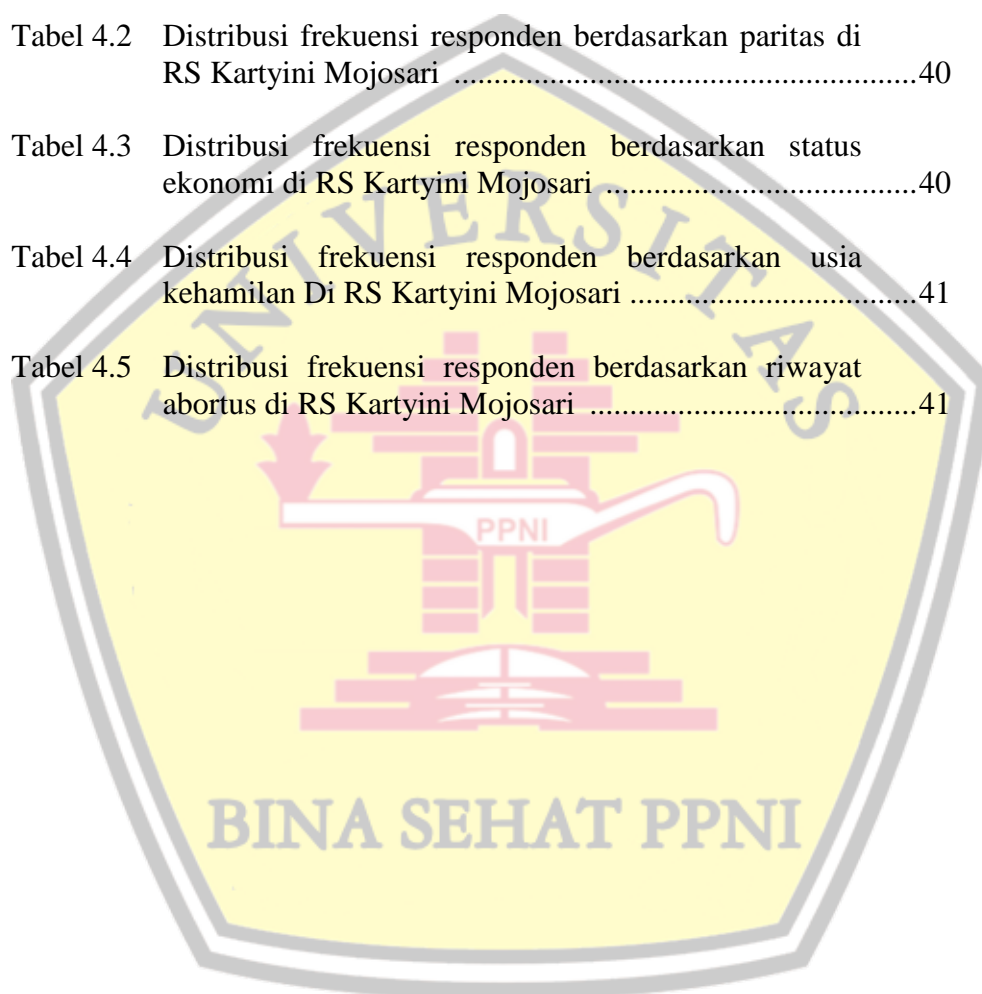 Tabel 4.2 Distribusi frekuensi responden berdasarkan paritas di
RS Kartyini Mojosari ........................................................40
Tabel 4.3 Distribusi frekuensi responden berdasarkan status
ekonomi di RS Kartyini Mojosari .....................................40
Tabel 4.4 Distribusi frekuensi responden berdasarkan usia
kehamilan Di RS Kartyini Mojosari ..................................41
Tabel 4.5 Distribusi frekuensi responden berdasarkan riwayat
abortus di RS Kartyini Mojosari .......................................41
UNIVERSITAS
PPNI
BINA SEHAT PPNI